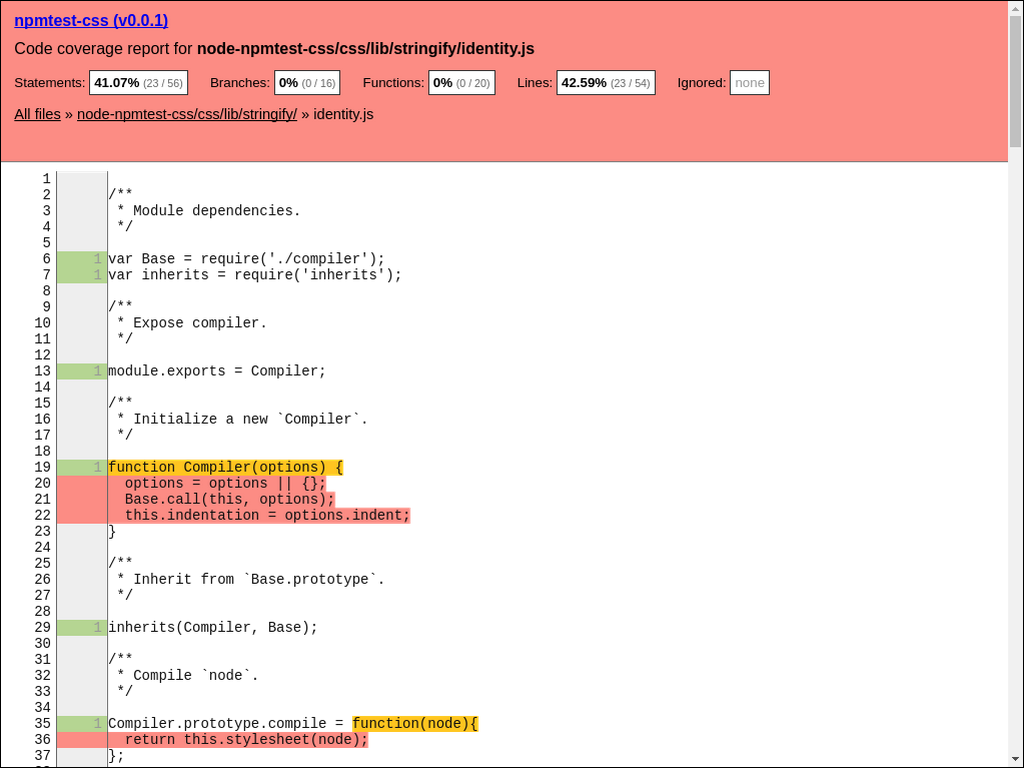 npmtest-css (v0.0.1)
Code coverage report for node-npmtest-css/css/lib/stringify/identity.js
Statements: 41.07% (23 / 56) Branches: 0% (0 / 16) Functions: 0% (0 / 20) Lines: 42.59% (23 / 54) Ignored: none
All files » node-npmtest-css/css/lib/stringify/ » identity.js
1
2 /**
3  * Module dependencies.
4  */
5
6 1 var Base = require('./compiler');
7 1 var inherits = require('inherits');
8
9 /**
10  * Expose compiler.
11  */
12
13 1 module.exports = Compiler;
14
15 /**
16  * Initialize a new `Compiler`.
17  */
18
19 1 function Compiler(options) {
20   options = options || {};
21   Base.call(this, options);
22   this.indentation = options.indent;
23 }
24
25 /**
26  * Inherit from `Base.prototype`.
27  */
28
29 1 inherits(Compiler, Base);
30
31 /**
32  * Compile `node`.
33  */
34
35 1 Compiler.prototype.compile = function(node){
36   return this.stylesheet(node);
37 };